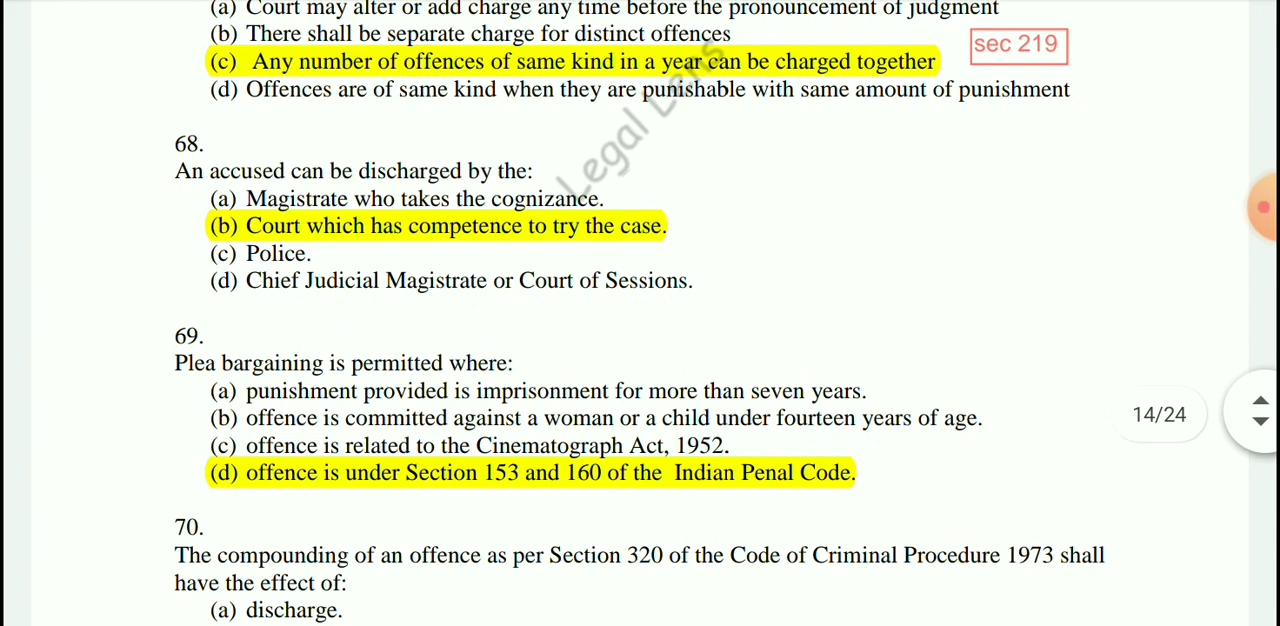 (a) Court may alter or add charge any time before the pronouncement of judgment
(b) There shall be separate charge for distinct offences
sec 219
(c) Any number of offences of same kind in a year can be charged together
(d) Offences are of same kind when they are punishable with same amount of punishment
Legal Lens
68.
An accused can be discharged by the:
(a) Magistrate who takes the cognizance.
(b) Court which has competence to try the case.
(c) Police.
(d) Chief Judicial Magistrate or Court of Sessions.
69.
Plea bargaining is permitted where:
(a) punishment provided is imprisonment for more than seven years.
(b) offence is committed against a woman or a child under fourteen years of age.
14/24
(c) offence is related to the Cinematograph Act, 1952.
(d) offence is under Section 153 and 160 of the Indian Penal Code.
70.
The compounding of an offence as per Section 320 of the Code of Criminal Procedure 1973 shall
have the effect of:
(a) discharge.